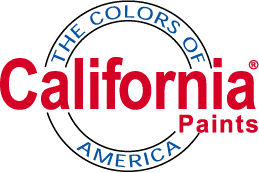 THE COLORS OF
California®
Paints
AMERICA